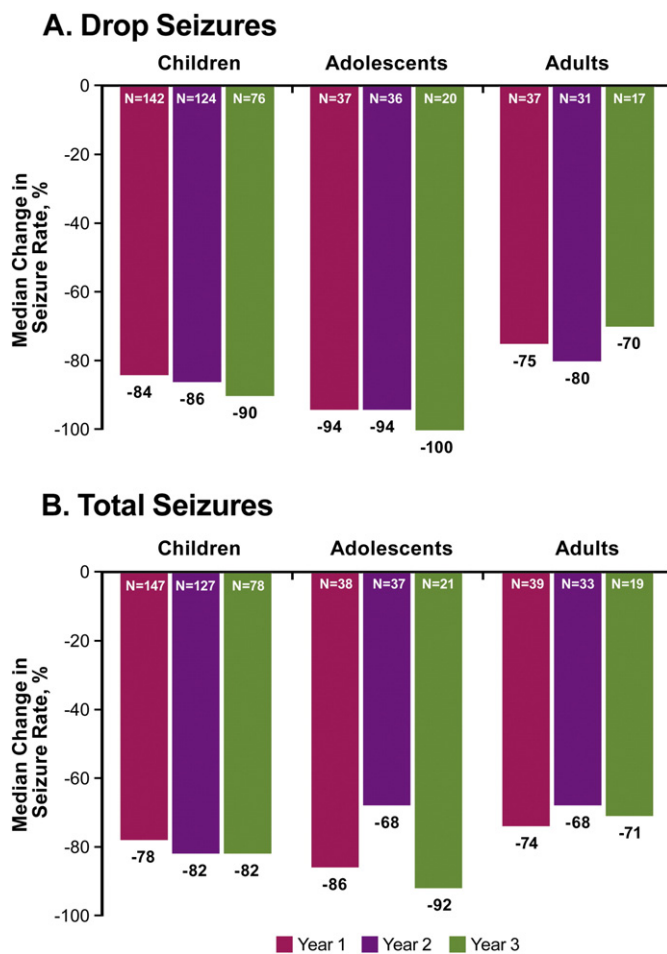 A. Drop Seizures
Children Adolescents Adults
0
N=142 N=124 N=76 N=37 N=36 N=20 N=37 N=31 N=17
-20
-40
-60
-80
-100
Median Change in
Seizure Rate, %
-84 -86 -90 -94 -94 -100 -75 -80 -70
B. Total Seizures
Children Adolescents Adults
0
N=147 N=127 N=78 N=38 N=37 N=21 N=39 N=33 N=19
-20
-40
-60
-80
-100
Median Change in
Seizure Rate, %
-78 -82 -82 -86 -68 -92 -74 -68 -71
Year 1 Year 2 Year 3